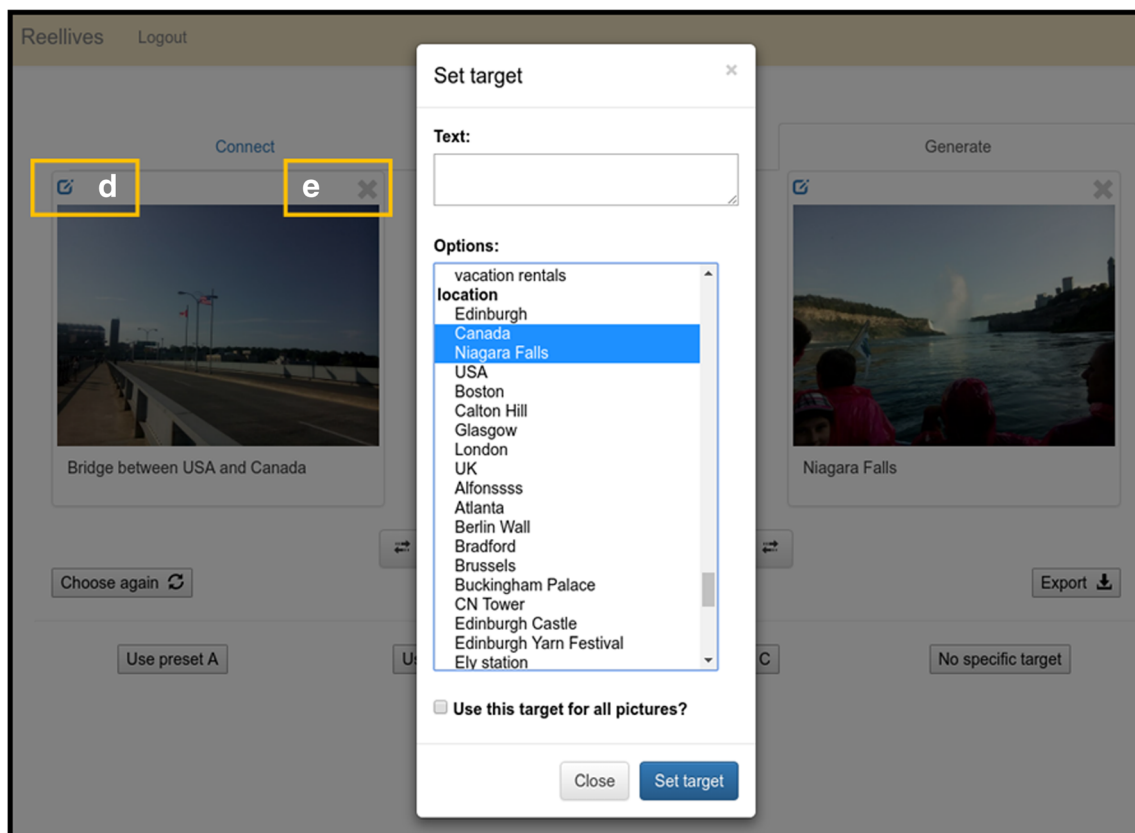 Reellives Logout
Set target ×
Text:
Connect
Generate
d e
Options:
vacation rentals
location
Edinburgh
Canada
Niagara Falls
USA
Boston
Calton Hill
Glasgow
London
UK
Alfonssss
Atlanta
Berlin Wall
Bradford
Brussels
Buckingham Palace
CN Tower
Edinburgh Castle
Edinburgh Yarn Festival
Ely station
Bridge between USA and Canada
Niagara Falls
Choose again
Export
Use preset A
Us
C
No specific target
Use this target for all pictures?
Close Set target